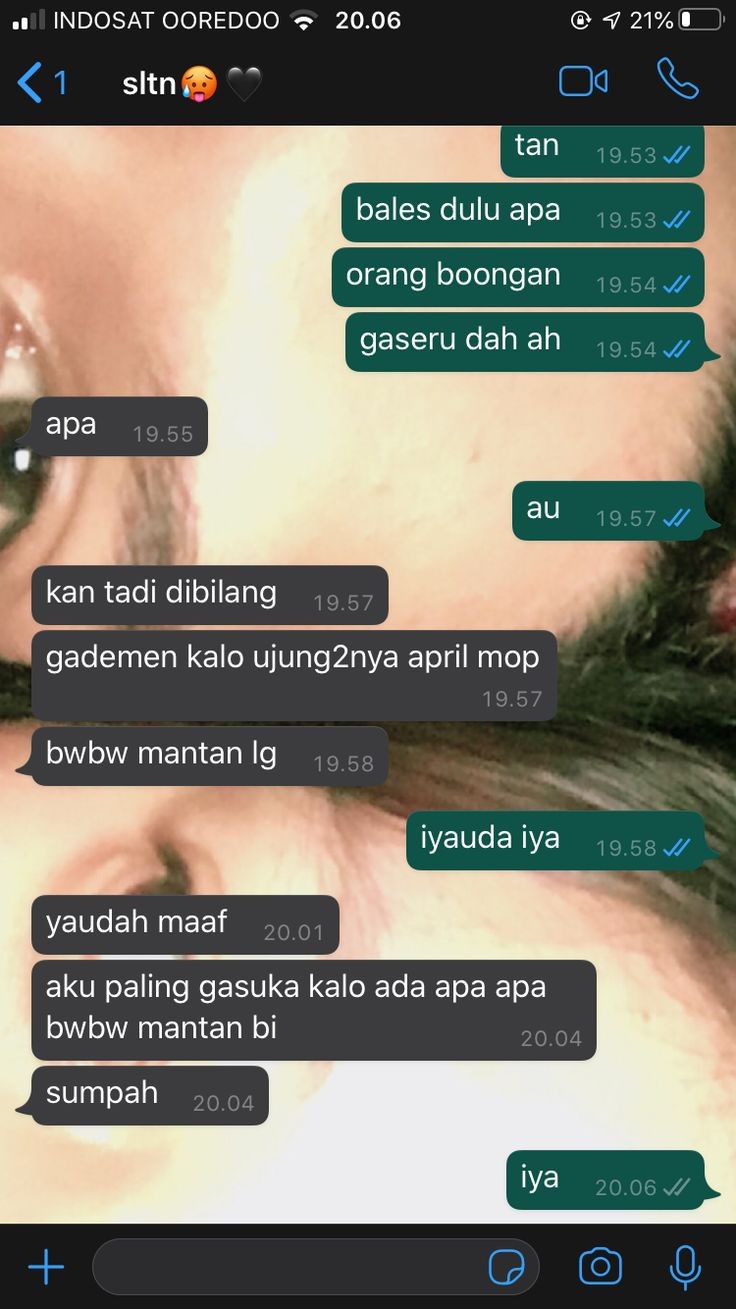 INDOSAT OOREDOO 20.06 21%
1 sltn🥵🖤
tan 19.53
bales dulu apa 19.53
orang boongan 19.54
gaseru dah ah 19.54
apa 19.55
au 19.57
kan tadi dibilang 19.57
gademen kalo ujung2nya april mop
19.57
bwbw mantan lg 19.58
iyauda iya 19.58
yaudah maaf 20.01
aku paling gasuka kalo ada apa apa
bwbw mantan bi 20.04
sumpah 20.04
iya 20.06